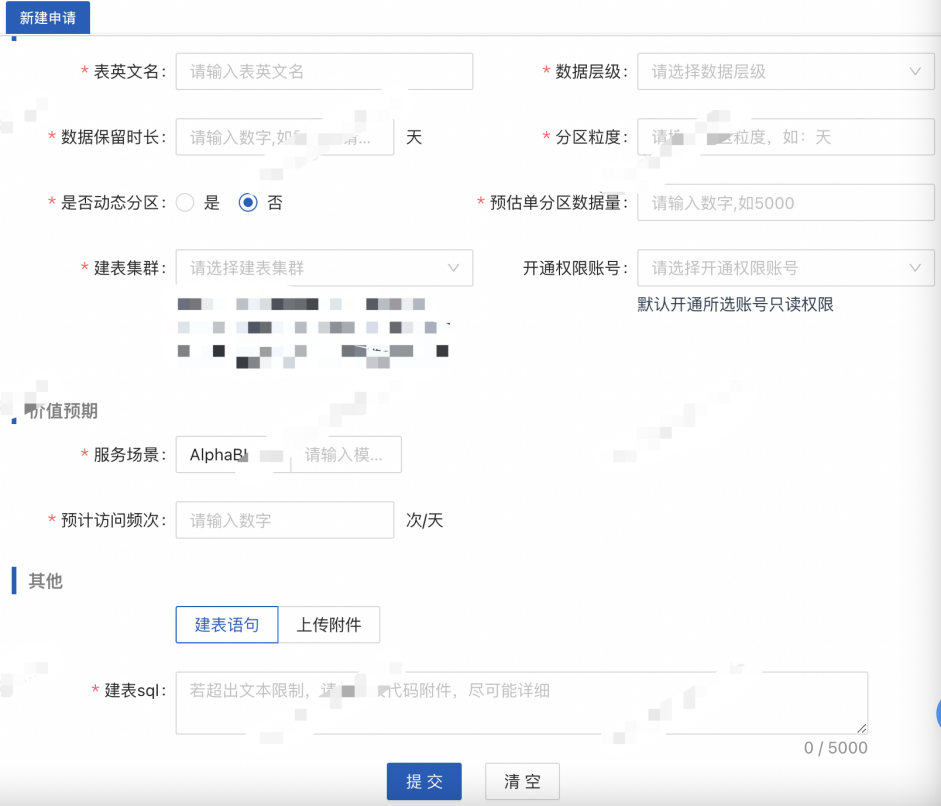 新建申请
* 表英文名: 请输入表英文名 * 数据层级: 请选择数据层级
* 数据保留时长: 请输入数字,如 天 * 分区粒度: 请 粒度，如：天
* 是否动态分区: 是 否 * 预估单分区数据量: 请输入数字,如5000
* 建表集群: 请选择建表集群 开通权限账号: 请选择开通权限账号
默认开通所选账号只读权限
价值预期
* 服务场景: AlphaBI 请输入模...
* 预计访问频次: 请输入数字 次/天
其他
建表语句 上传附件
* 建表sql: 若超出文本限制，请 代码附件，尽可能详细
0 / 5000
提 交 清 空